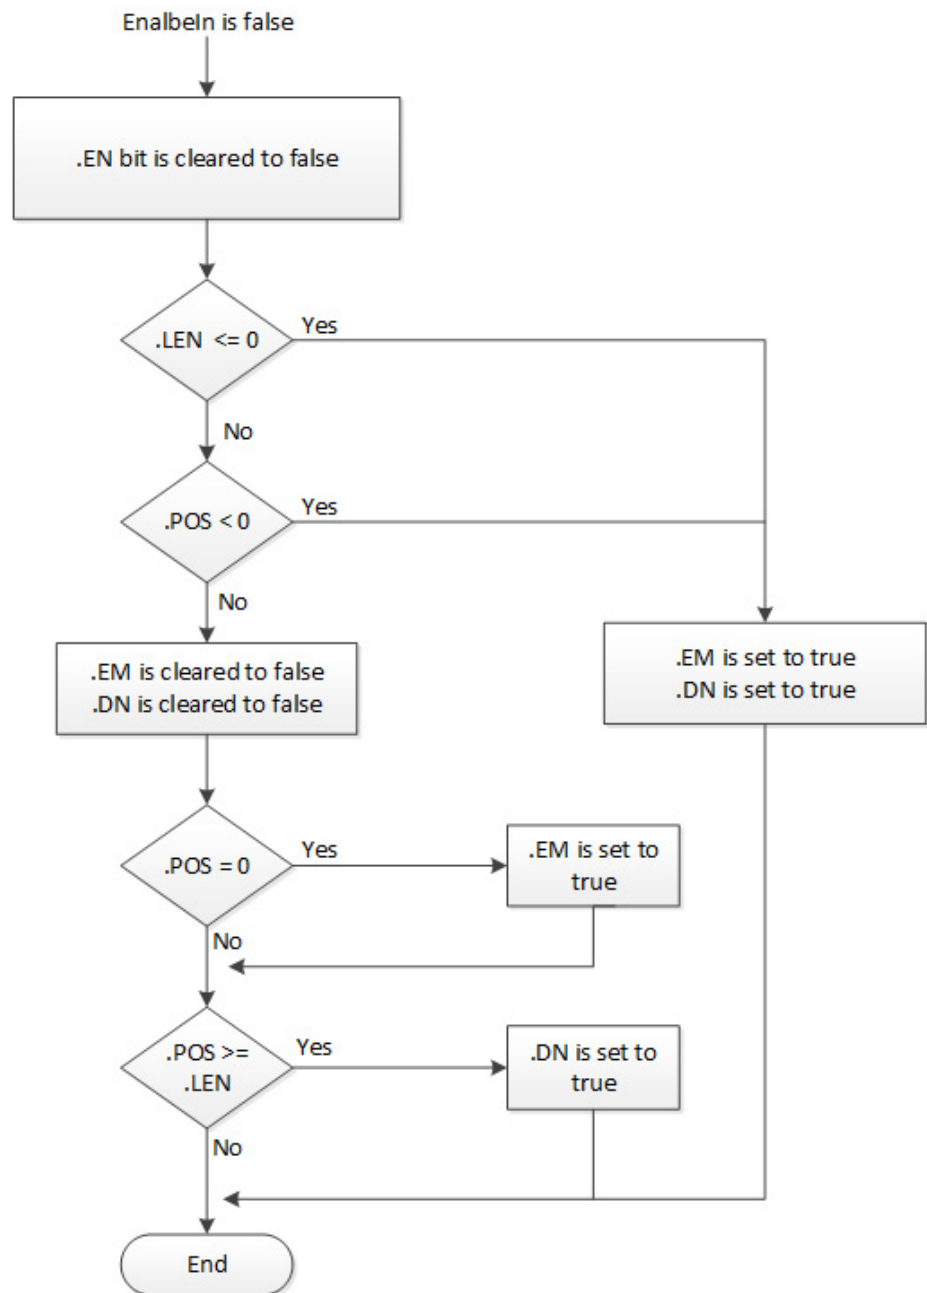 EnalbeIn is false
.EN bit is cleared to false
.LEN <= 0
Yes
No
.POS < 0
Yes
No
.EM is cleared to false
.DN is cleared to false
.EM is set to true
.DN is set to true
.POS = 0
Yes
.EM is set to
true
No
.POS >=
.LEN
Yes
.DN is set to
true
No
End